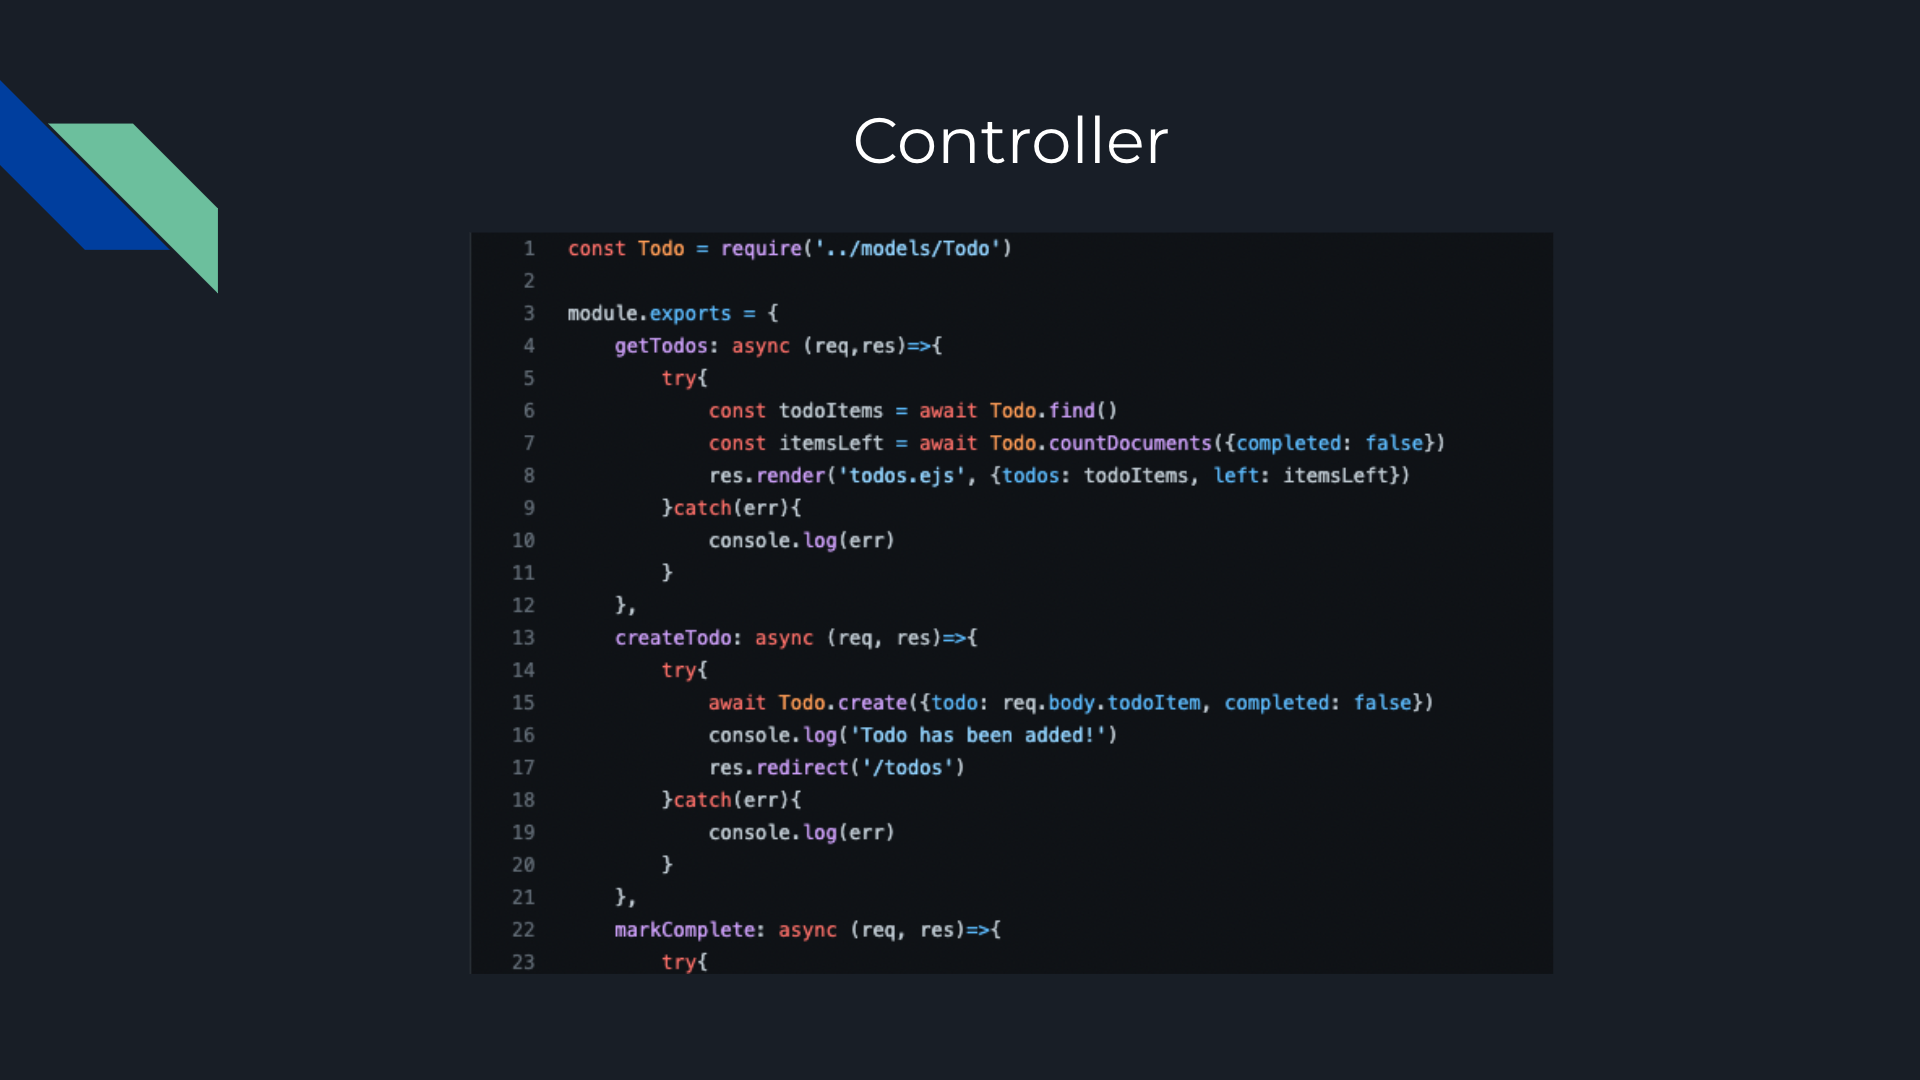 Controller
1 const Todo = require('../models/Todo')
2
3 module.exports = {
4 getTodos: async (req,res)=>{
5 try{
6 const todoItems = await Todo.find()
7 const itemsLeft = await Todo.countDocuments({completed: false})
8 res.render('todos.ejs', {todos: todoItems, left: itemsLeft})
9 }catch(err){
10 console.log(err)
11 }
12 },
13 createTodo: async (req, res)=>{
14 try{
15 await Todo.create({todo: req.body.todoItem, completed: false})
16 console.log('Todo has been added!')
17 res.redirect('/todos')
18 }catch(err){
19 console.log(err)
20 }
21 },
22 markComplete: async (req, res)=>{
23 try{